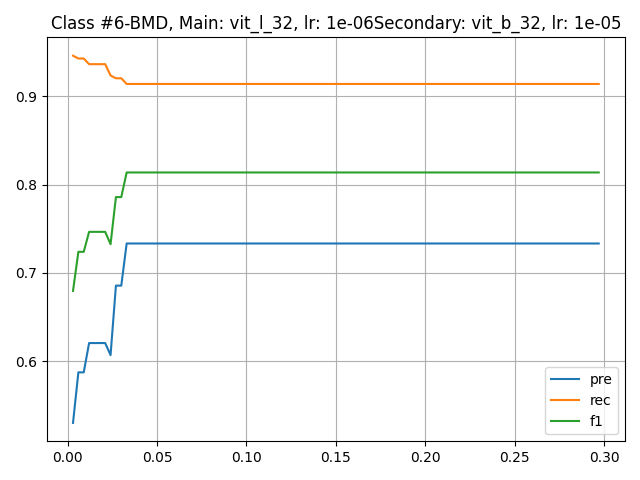 Class #6-BMD, Main: vit_l_32, lr: 1e-06Secondary: vit_b_32, lr: 1e-05
0.9
0.8
0.7
0.6
pre
rec
f1
0.00 0.05 0.10 0.15 0.20 0.25 0.30